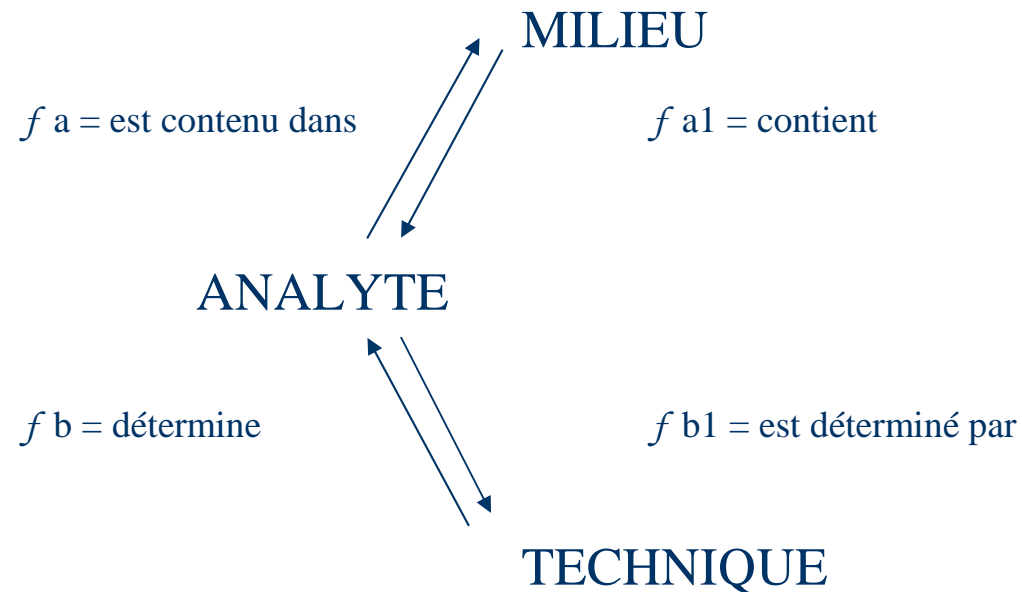 MILIEU
ƒ a = est contenu dans
ƒ a1 = contient
ANALYTE
ƒ b = détermine
ƒ b1 = est déterminé par
TECHNIQUE